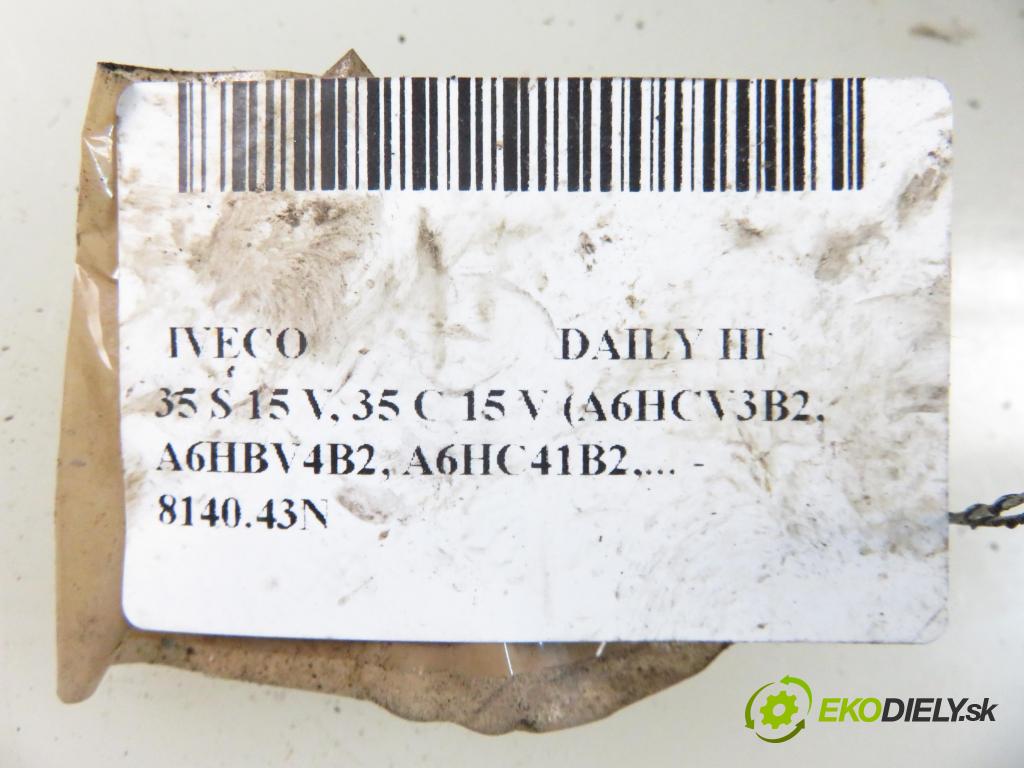 IVECO DAILY III
35 S 15 V, 35 C 15 V (A6HCV3B2,
A6HBV4B2, A6HC41B2,... -
8140.43N
EKODIELY.sk